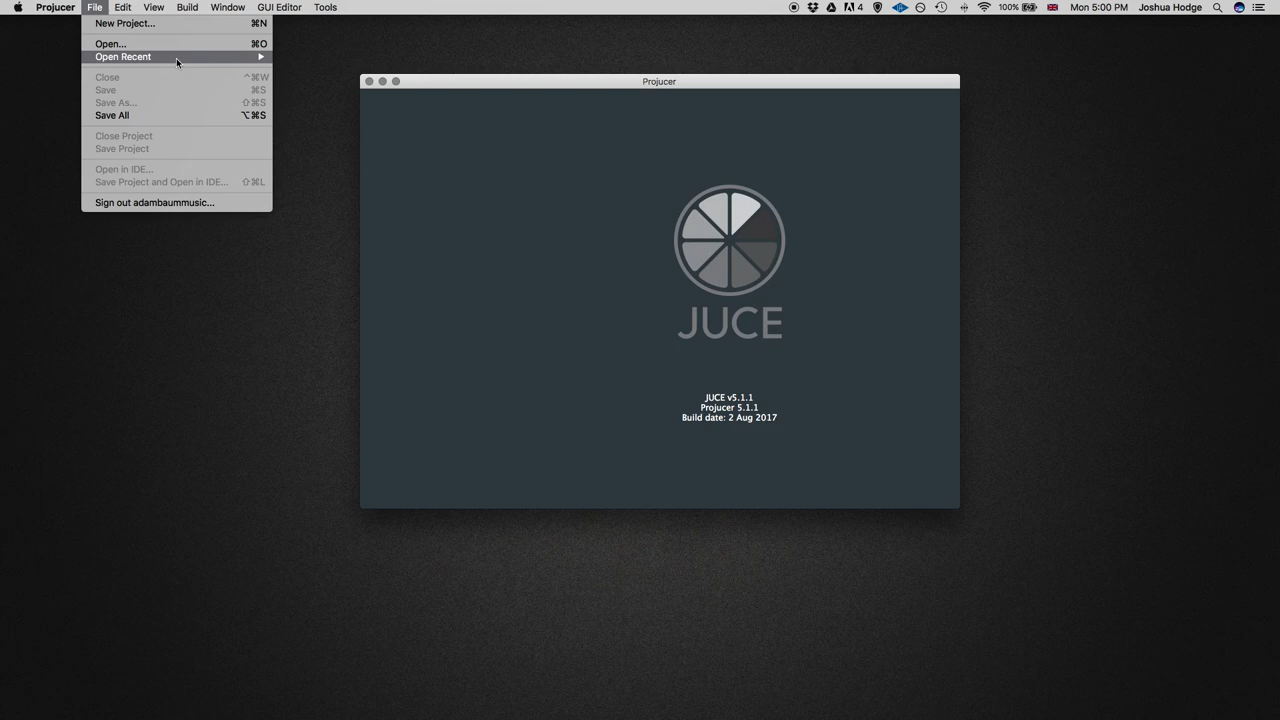 Projucer File Edit View Build Window GUI Editor Tools 4 100% Mon 5:00 PM Joshua Hodge
New Project... ⌘N
Open... ⌘O
Open Recent
Close ^⌘W
Save ⌘S
Save As... ⇧⌘S
Save All ⌥⌘S
Close Project
Save Project
Open in IDE...
Save Project and Open in IDE... ⇧⌘L
Sign out adambaummusic...
Projucer
JUCE
JUCE v5.1.1
Projucer 5.1.1
Build date: 2 Aug 2017